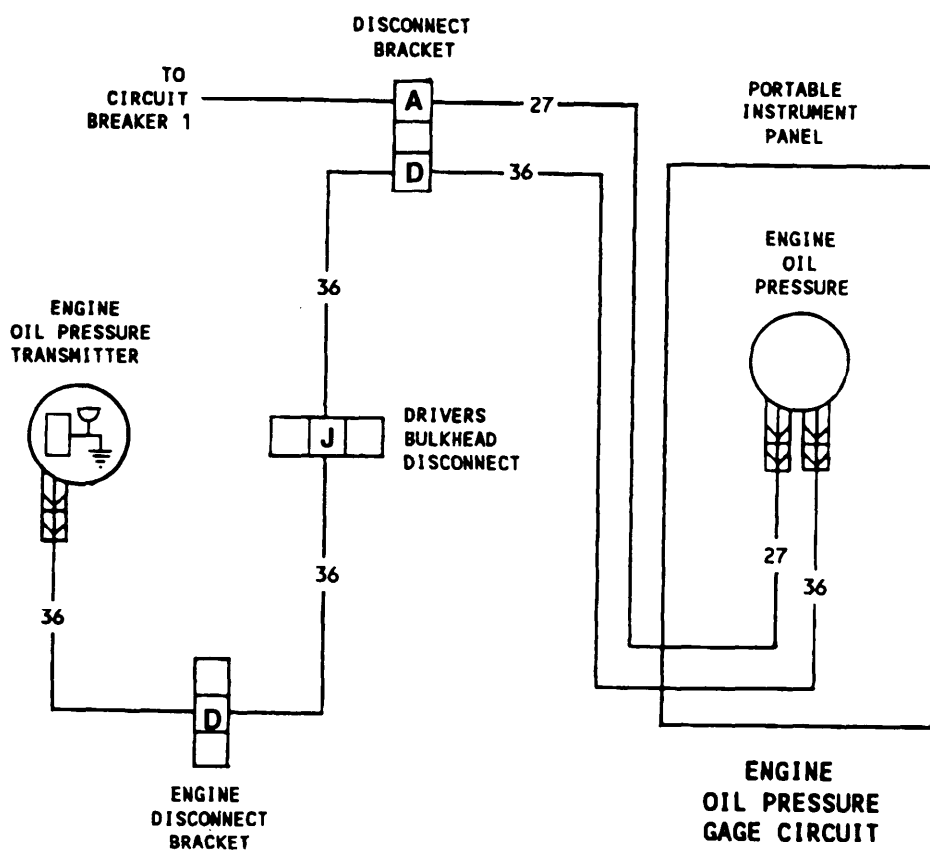 DISCONNECT
BRACKET
TO
CIRCUIT
BREAKER 1
A
27
PORTABLE
INSTRUMENT
PANEL
D
36
ENGINE
OIL
PRESSURE
36
ENGINE
OIL PRESSURE
TRANSMITTER
J
DRIVERS
BULKHEAD
DISCONNECT
27
36
36
36
D
ENGINE
DISCONNECT
BRACKET
ENGINE
OIL PRESSURE
GAGE CIRCUIT